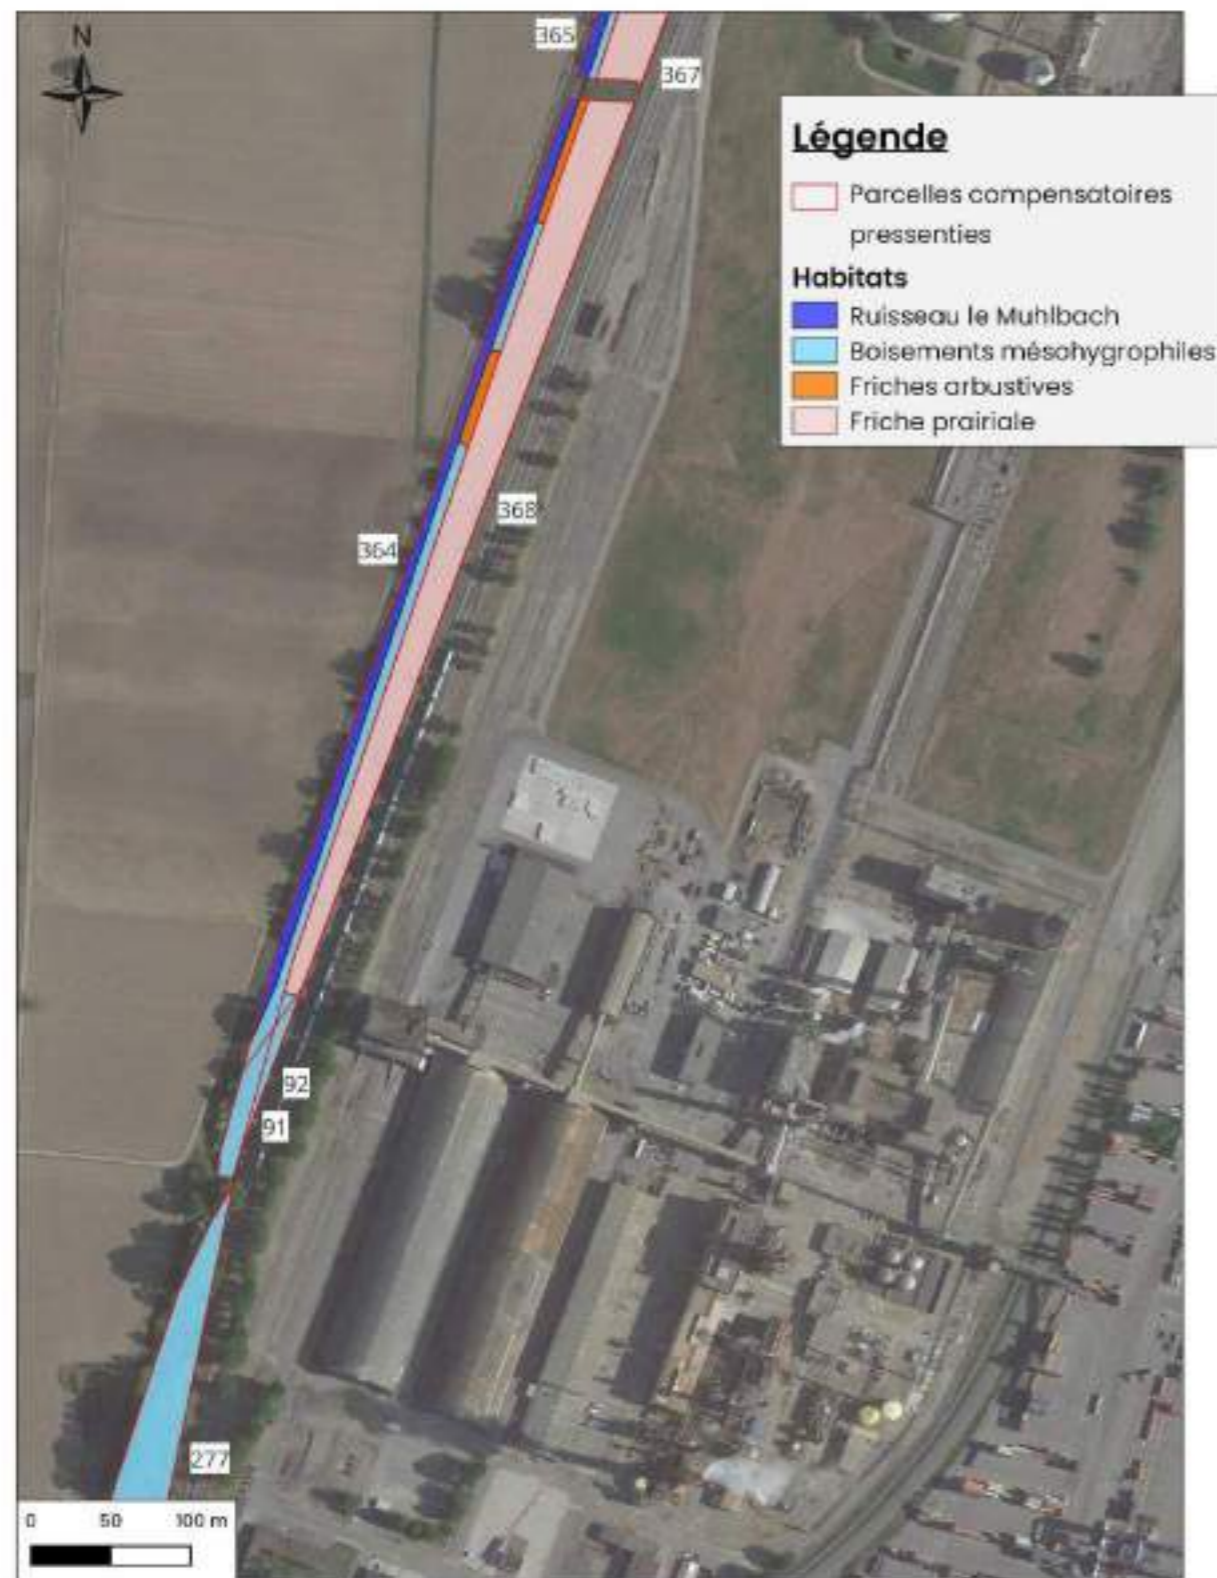 N
365
367
Légende
Parcelles compensatoires
pressenties
Habitats
Ruisseau le Muhlbach
Boisements mésohygrophiles
Friches arbustives
Friche prairiale
368
364
92
91
277
0 50 100 m